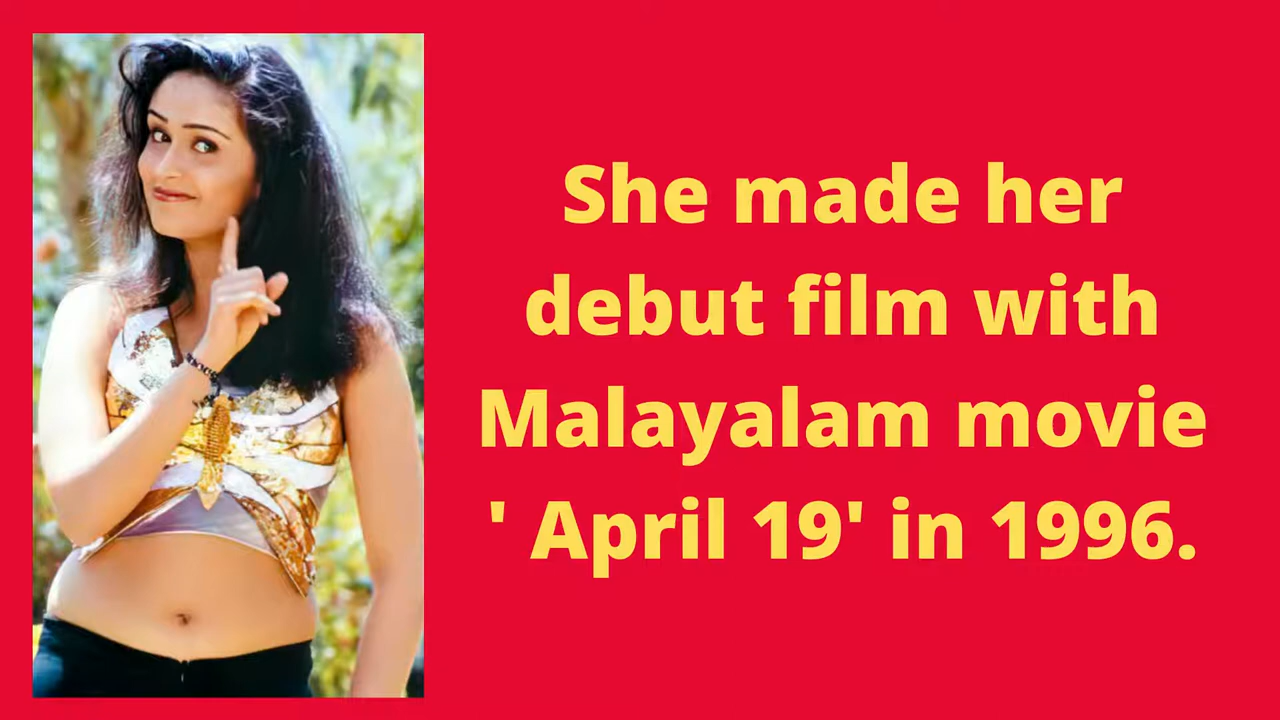 She made her
debut film with
Malayalam movie
' April 19' in 1996.